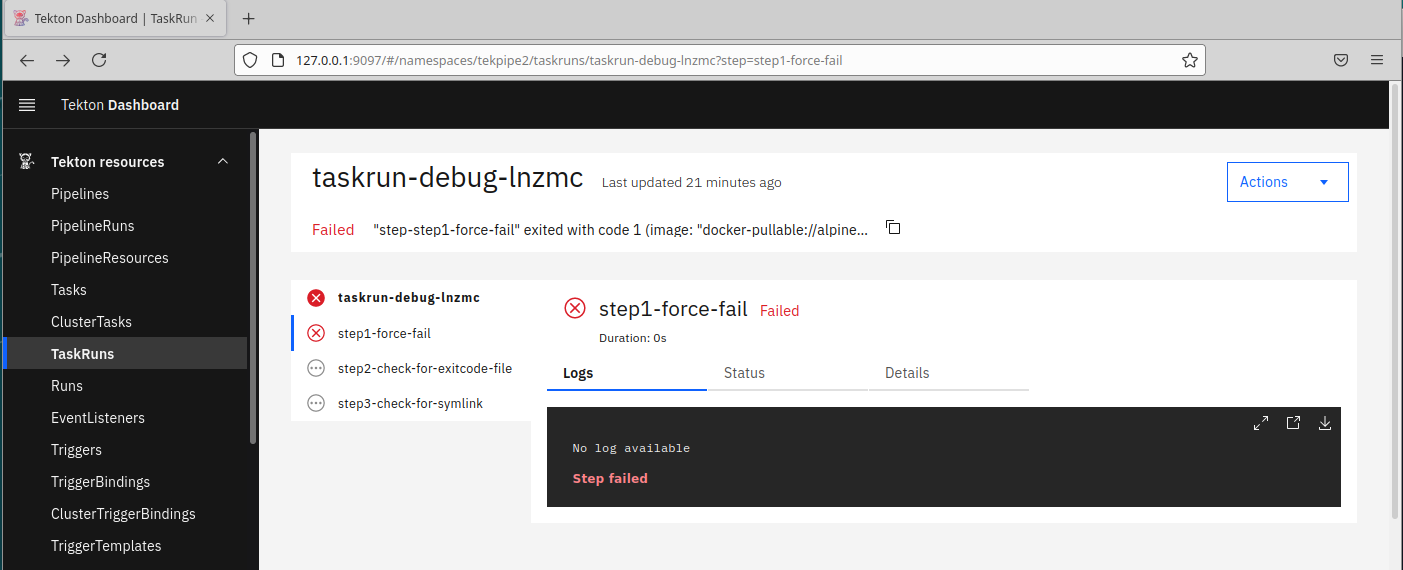 Tekton Dashboard | TaskRun
127.0.0.1:9097/#/namespaces/tekpipe2/taskruns/taskrun-debug-lnzmc?step=step1-force-fail
Tekton Dashboard
Tekton resources
Pipelines
PipelineRuns
PipelineResources
Tasks
ClusterTasks
TaskRuns
Runs
EventListeners
Triggers
TriggerBindings
ClusterTriggerBindings
TriggerTemplates
taskrun-debug-lnzmc Last updated 21 minutes ago
Actions
Failed "step-step1-force-fail" exited with code 1 (image: "docker-pullable://alpine...
taskrun-debug-lnzmc
step1-force-fail
step2-check-for-exitcode-file
step3-check-for-symlink
step1-force-fail Failed
Duration: 0s
Logs Status Details
No log available
Step failed